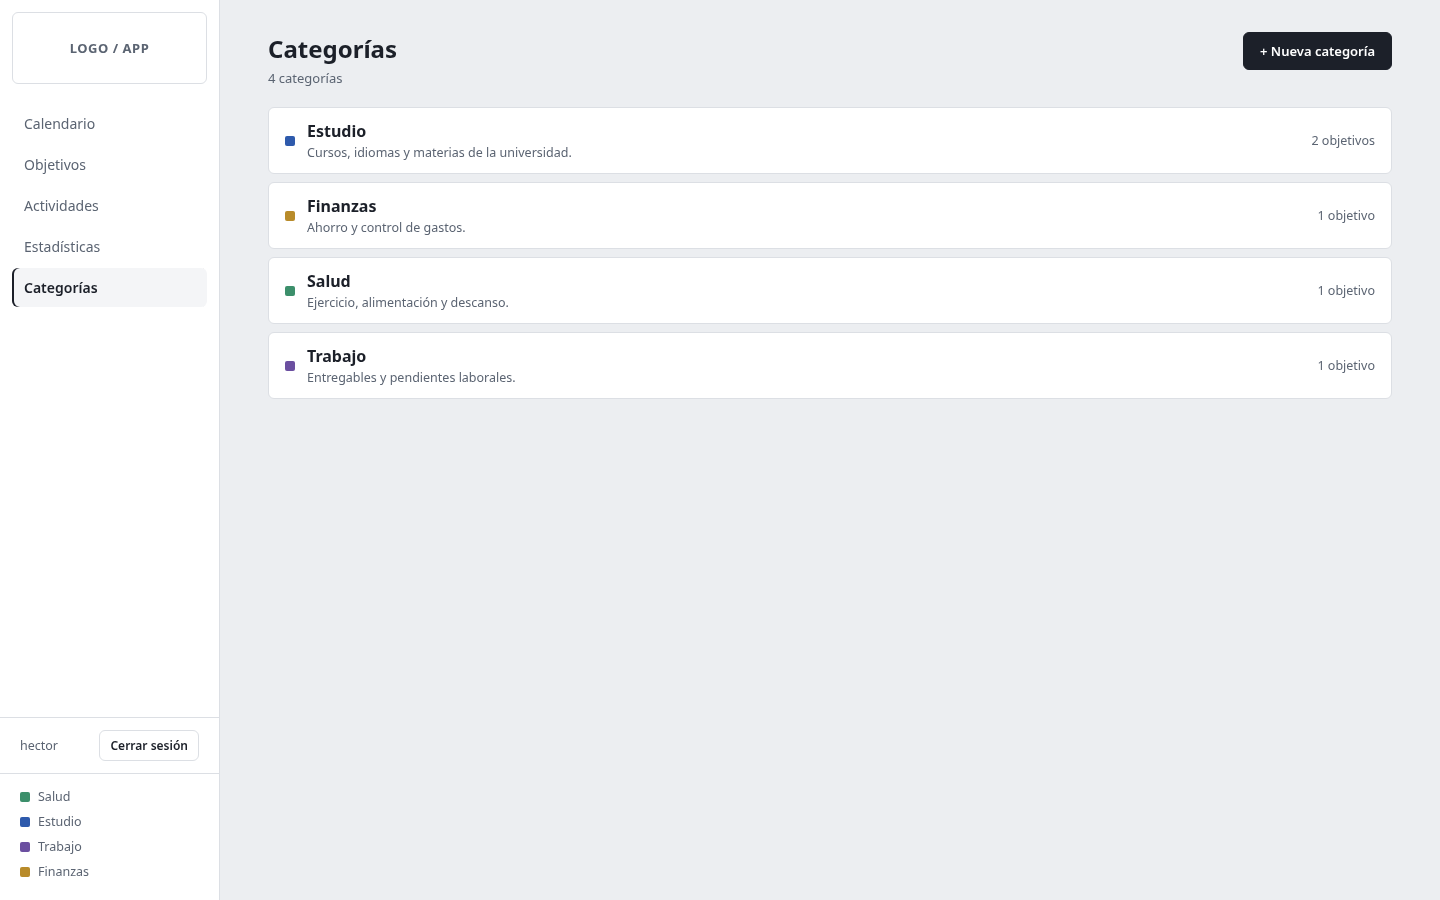 LOGO / APP
Calendario
Objetivos
Actividades
Estadísticas
Categorías
hector
Cerrar sesión
Salud
Estudio
Trabajo
Finanzas
Categorías
4 categorías
+ Nueva categoría
Estudio
Cursos, idiomas y materias de la universidad.
2 objetivos
Finanzas
Ahorro y control de gastos.
1 objetivo
Salud
Ejercicio, alimentación y descanso.
1 objetivo
Trabajo
Entregables y pendientes laborales.
1 objetivo